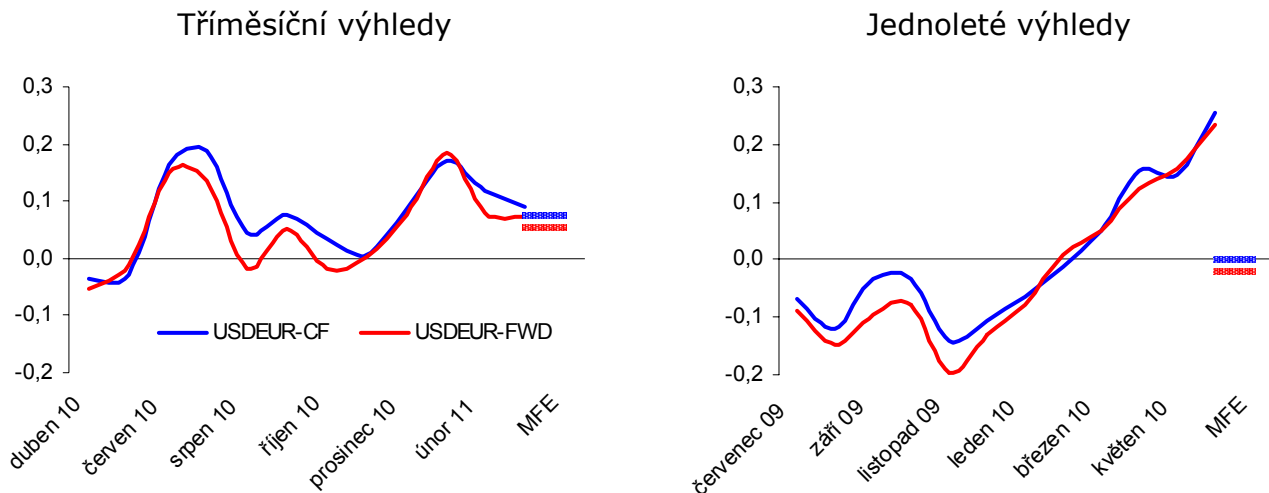 Tříměsíční výhledy
0,3
0,2
0,1
0,0
-0,1
-0,2
USDEUR-CF
USDEUR-FWD
duben 10
červen 10
srpen 10
říjen 10
prosinec 10
únor 11
MFE
Jednoleté výhledy
0,3
0,2
0,1
0,0
-0,1
-0,2
červenec 09
září 09
listopad 09
leden 10
březen 10
květen 10
MFE